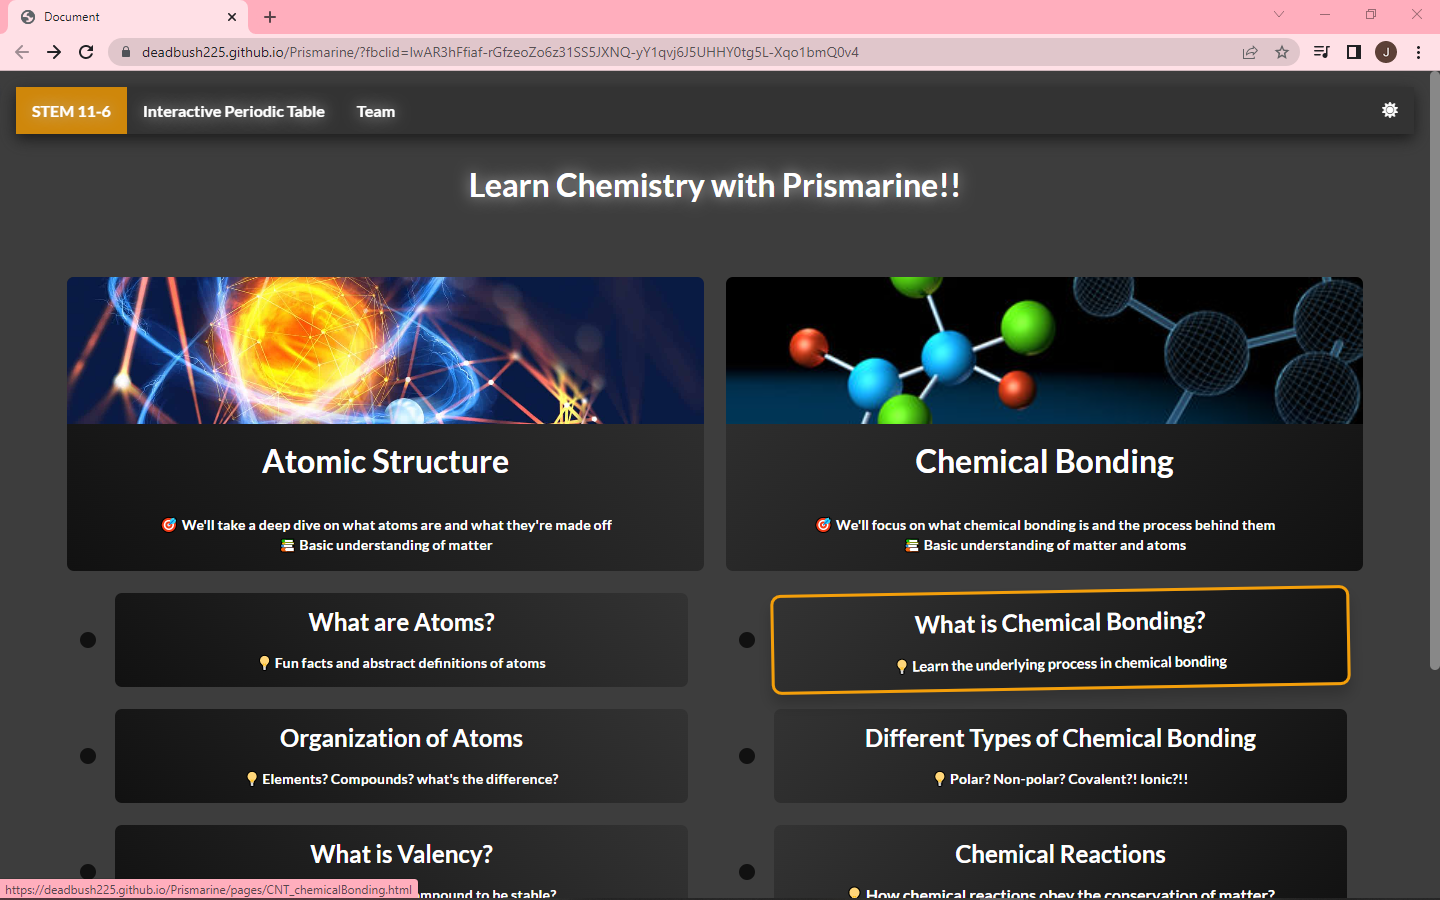 Document
deadbush225.github.io/Prismarine/?fbclid=IwAR3hFfiaf-rGfzeoZo6z31SS5JXNQ-yY1qvj6J5UHHY0tg5L-Xqo1bmQ0v4
J
STEM 11-6 Interactive Periodic Table Team
Learn Chemistry with Prismarine!!
Atomic Structure
🎯 We'll take a deep dive on what atoms are and what they're made off
📚 Basic understanding of matter
Chemical Bonding
🎯 We'll focus on what chemical bonding is and the process behind them
📚 Basic understanding of matter and atoms
What are Atoms?
💡 Fun facts and abstract definitions of atoms
What is Chemical Bonding?
💡 Learn the underlying process in chemical bonding
Organization of Atoms
💡 Elements? Compounds? what's the difference?
Different Types of Chemical Bonding
💡 Polar? Non-polar? Covalent?! Ionic?!!
What is Valency?
ompound to be stable?
Chemical Reactions
💡 How chemical reactions obey the conservation of matter?
https://deadbush225.github.io/Prismarine/pages/CNT_chemicalBonding.html